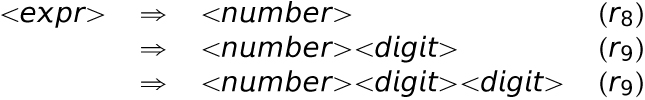 <expr> ⇒ <number> (r₈)
⇒ <number><digit> (r₉)
⇒ <number><digit><digit> (r₉)